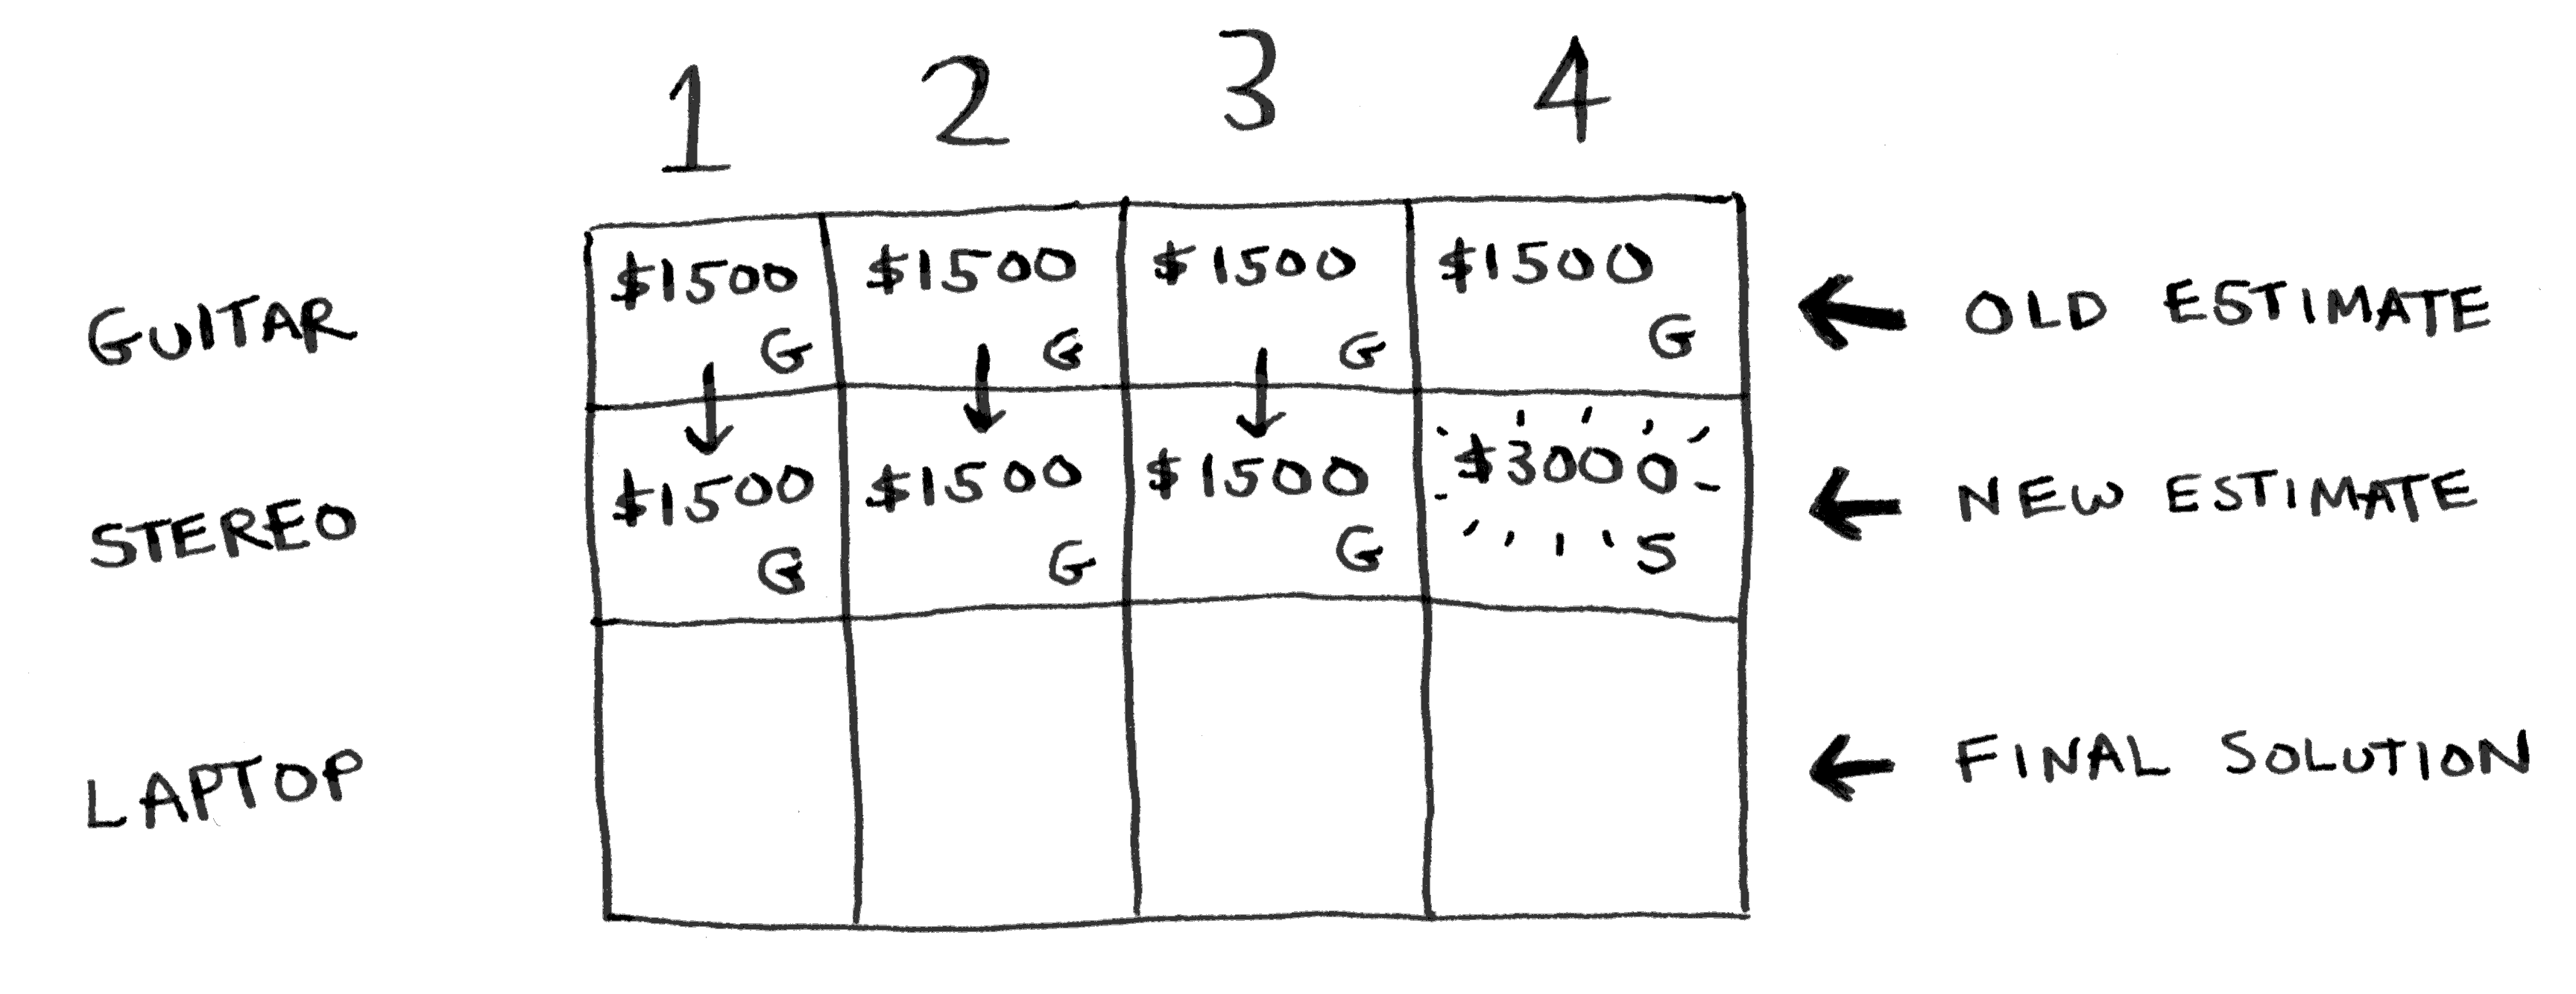 1 2 3 4
GUITAR $1500 G $1500 G $1500 G $1500 G OLD ESTIMATE
STEREO $1500 G $1500 G $1500 G $3000 S NEW ESTIMATE
LAPTOP FINAL SOLUTION